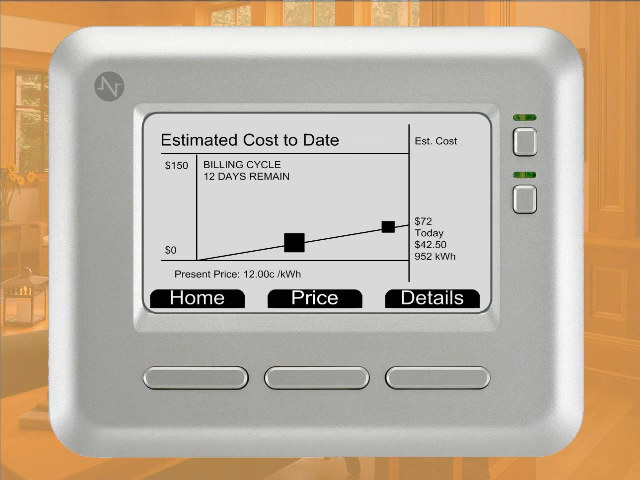 Estimated Cost to Date
Est. Cost
$150
BILLING CYCLE
12 DAYS REMAIN
$72
Today
$42.50
952 kWh
$0
Present Price: 12.00c /kWh
Home
Price
Details